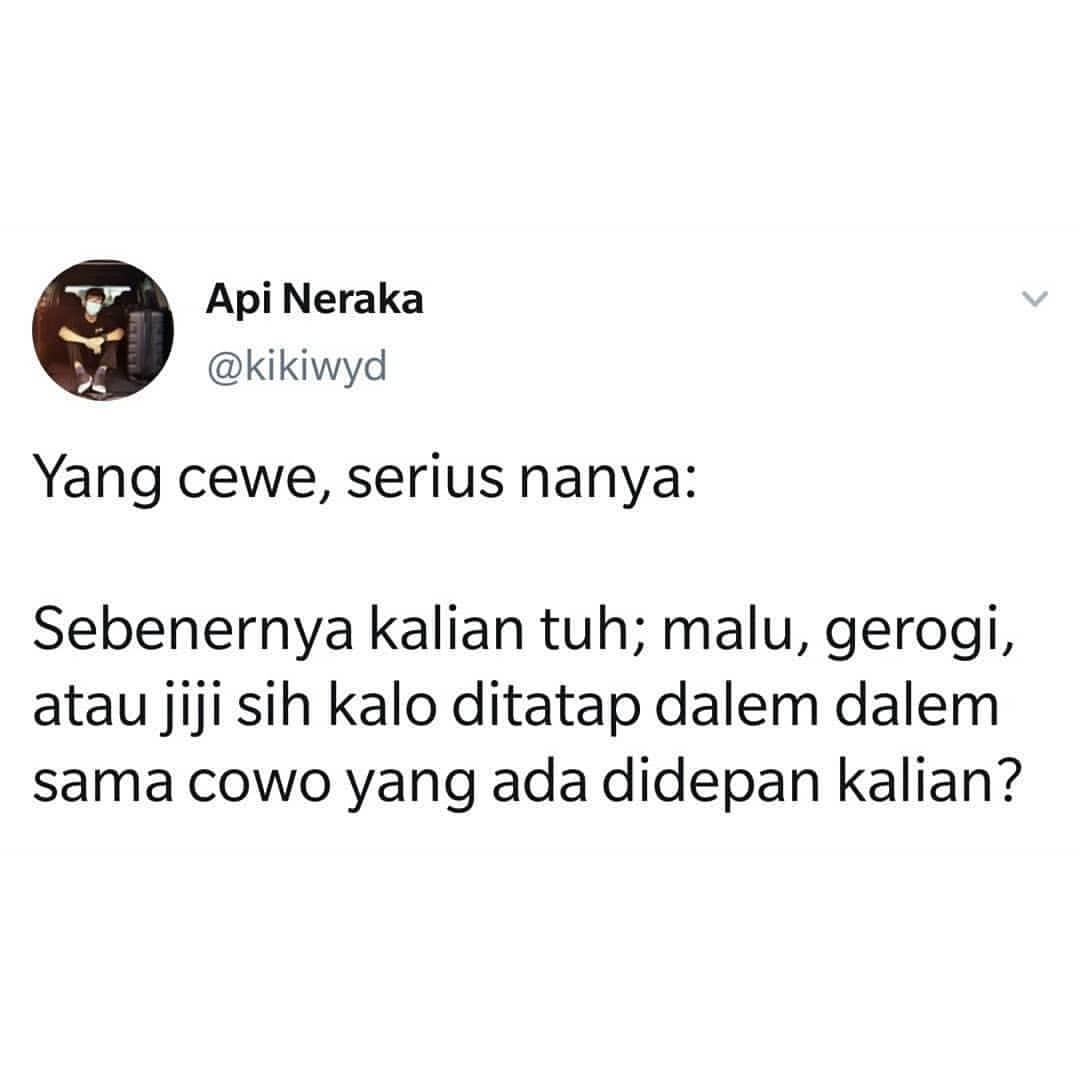 Api Neraka
@kikiwyd
Yang cewe, serius nanya:
Sebenernya kalian tuh; malu, gerogi,
atau jiji sih kalo ditatap dalem dalem
sama cowo yang ada didepan kalian?